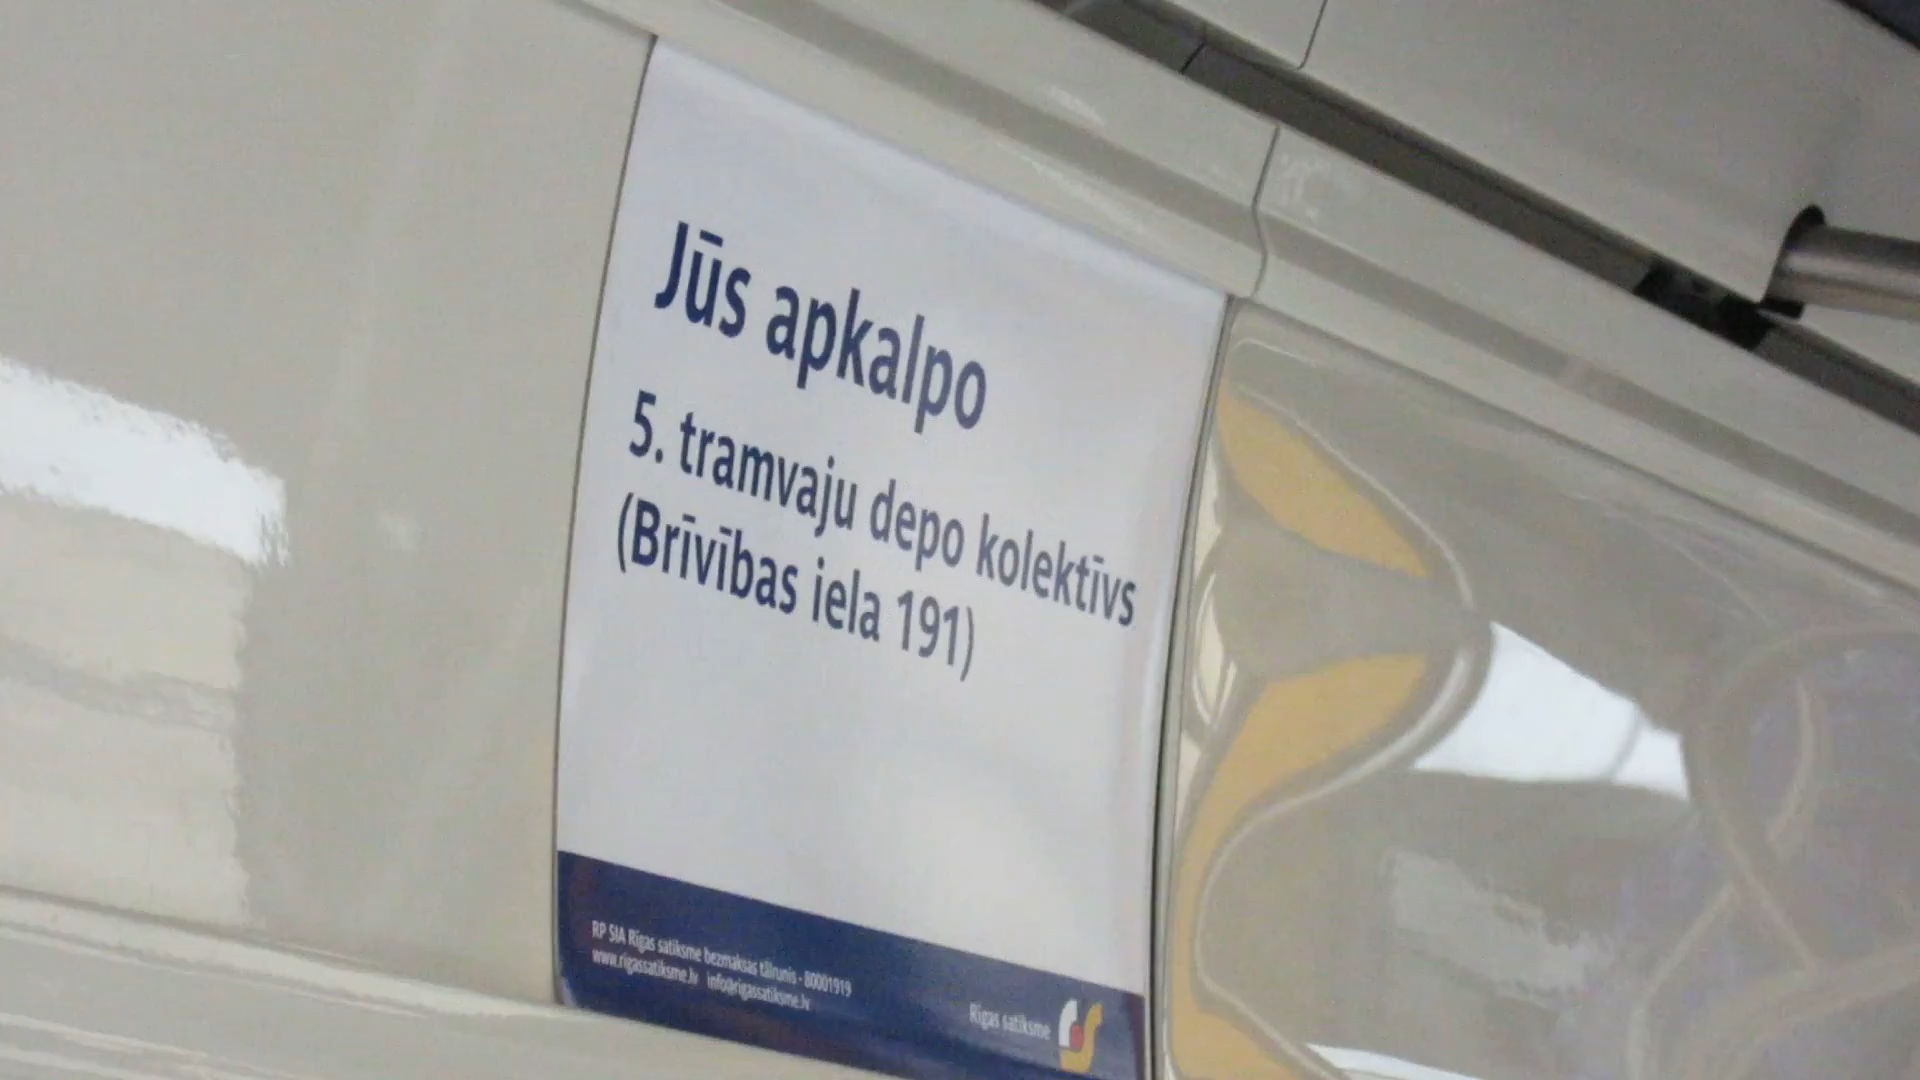 Jūs apkalpo
5. tramvaju depo kolektīvs
(Brīvības iela 191)
RP SIA Rīgas satiksme bezmaksas tālrunis - 80001919
www.rigassatiksme.lv info@rigassatiksme.lv
Rīgas satiksme